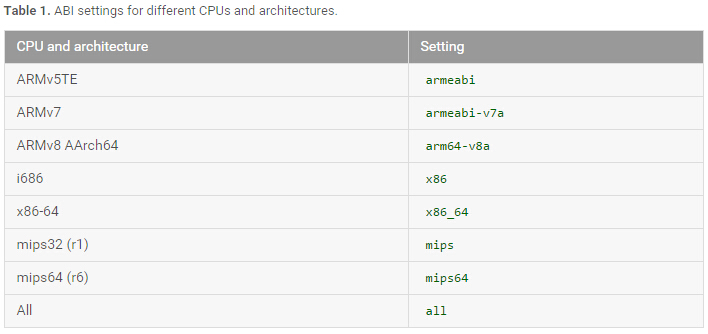 Table 1. ABI settings for different CPUs and architectures.
CPU and architecture Setting
ARMv5TE armeabi
ARMv7 armeabi-v7a
ARMv8 AArch64 arm64-v8a
i686 x86
x86-64 x86_64
mips32 (r1) mips
mips64 (r6) mips64
All all